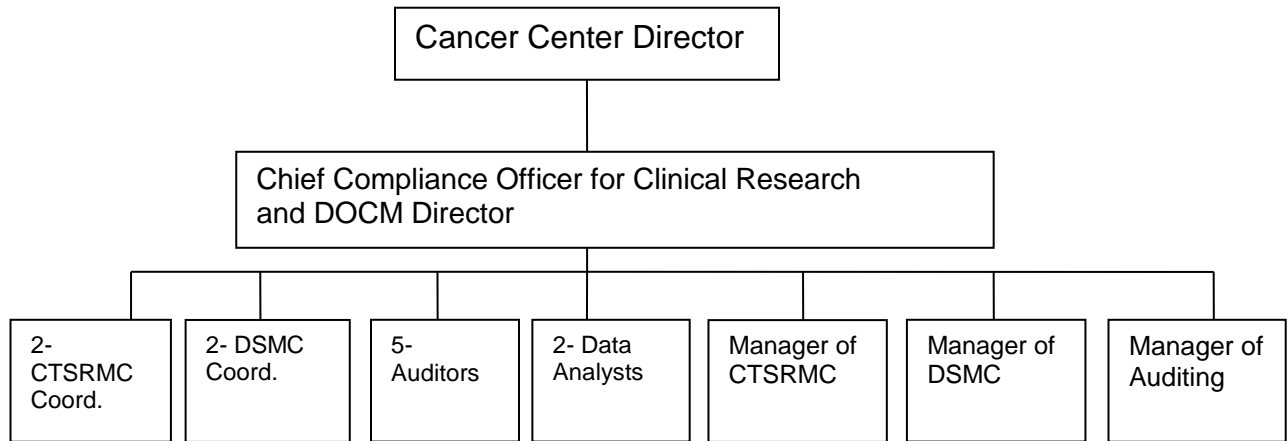 Cancer Center Director
Chief Compliance Officer for Clinical Research
and DOCM Director
2-
CTSRMC
Coord.
2- DSMC
Coord.
5-
Auditors
2- Data
Analysts
Manager of
CTSRMC
Manager of
DSMC
Manager of
Auditing